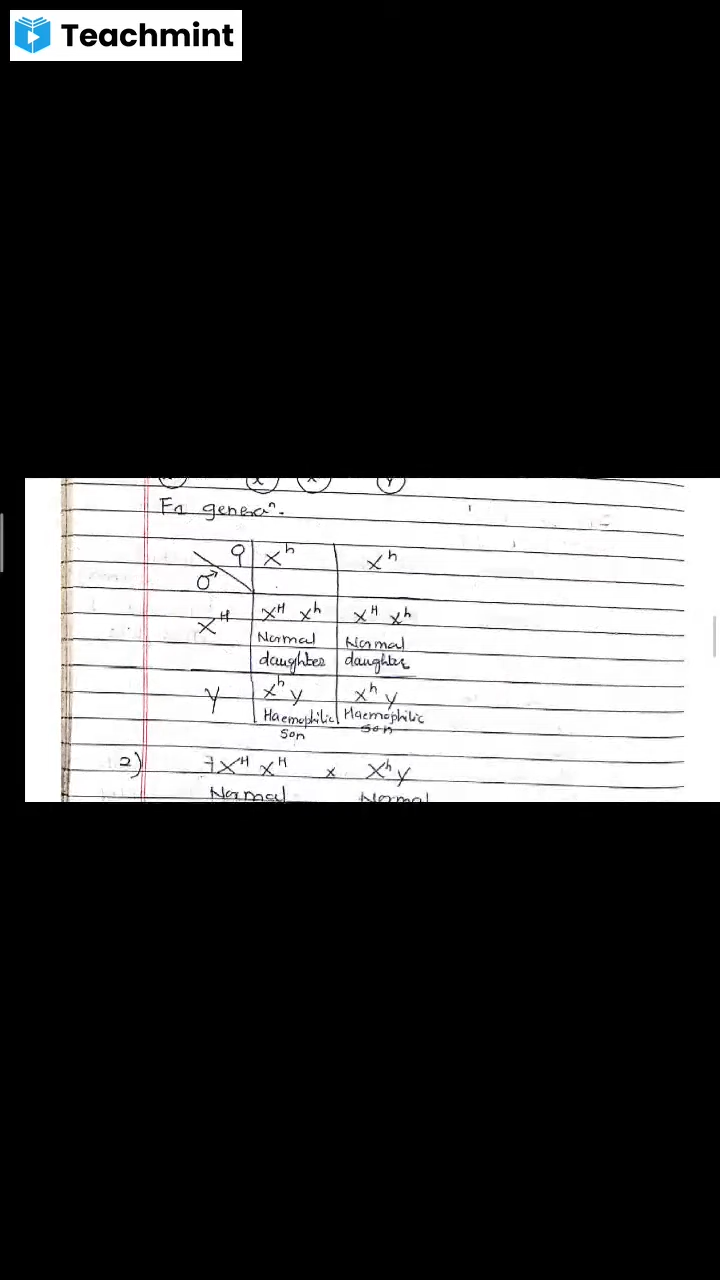 Teachmint
F1 generaⁿ.
♀ Xʰ Xʰ
♂
Xᴴ Xᴴ Xʰ Xᴴ Xʰ
Normal Normal
daughter daughter
Y Xʰ Y Xʰ Y
Haemophilic Haemophilic
son son
2) Xᴴ Xᴴ x Xʰ Y
Normal Normal